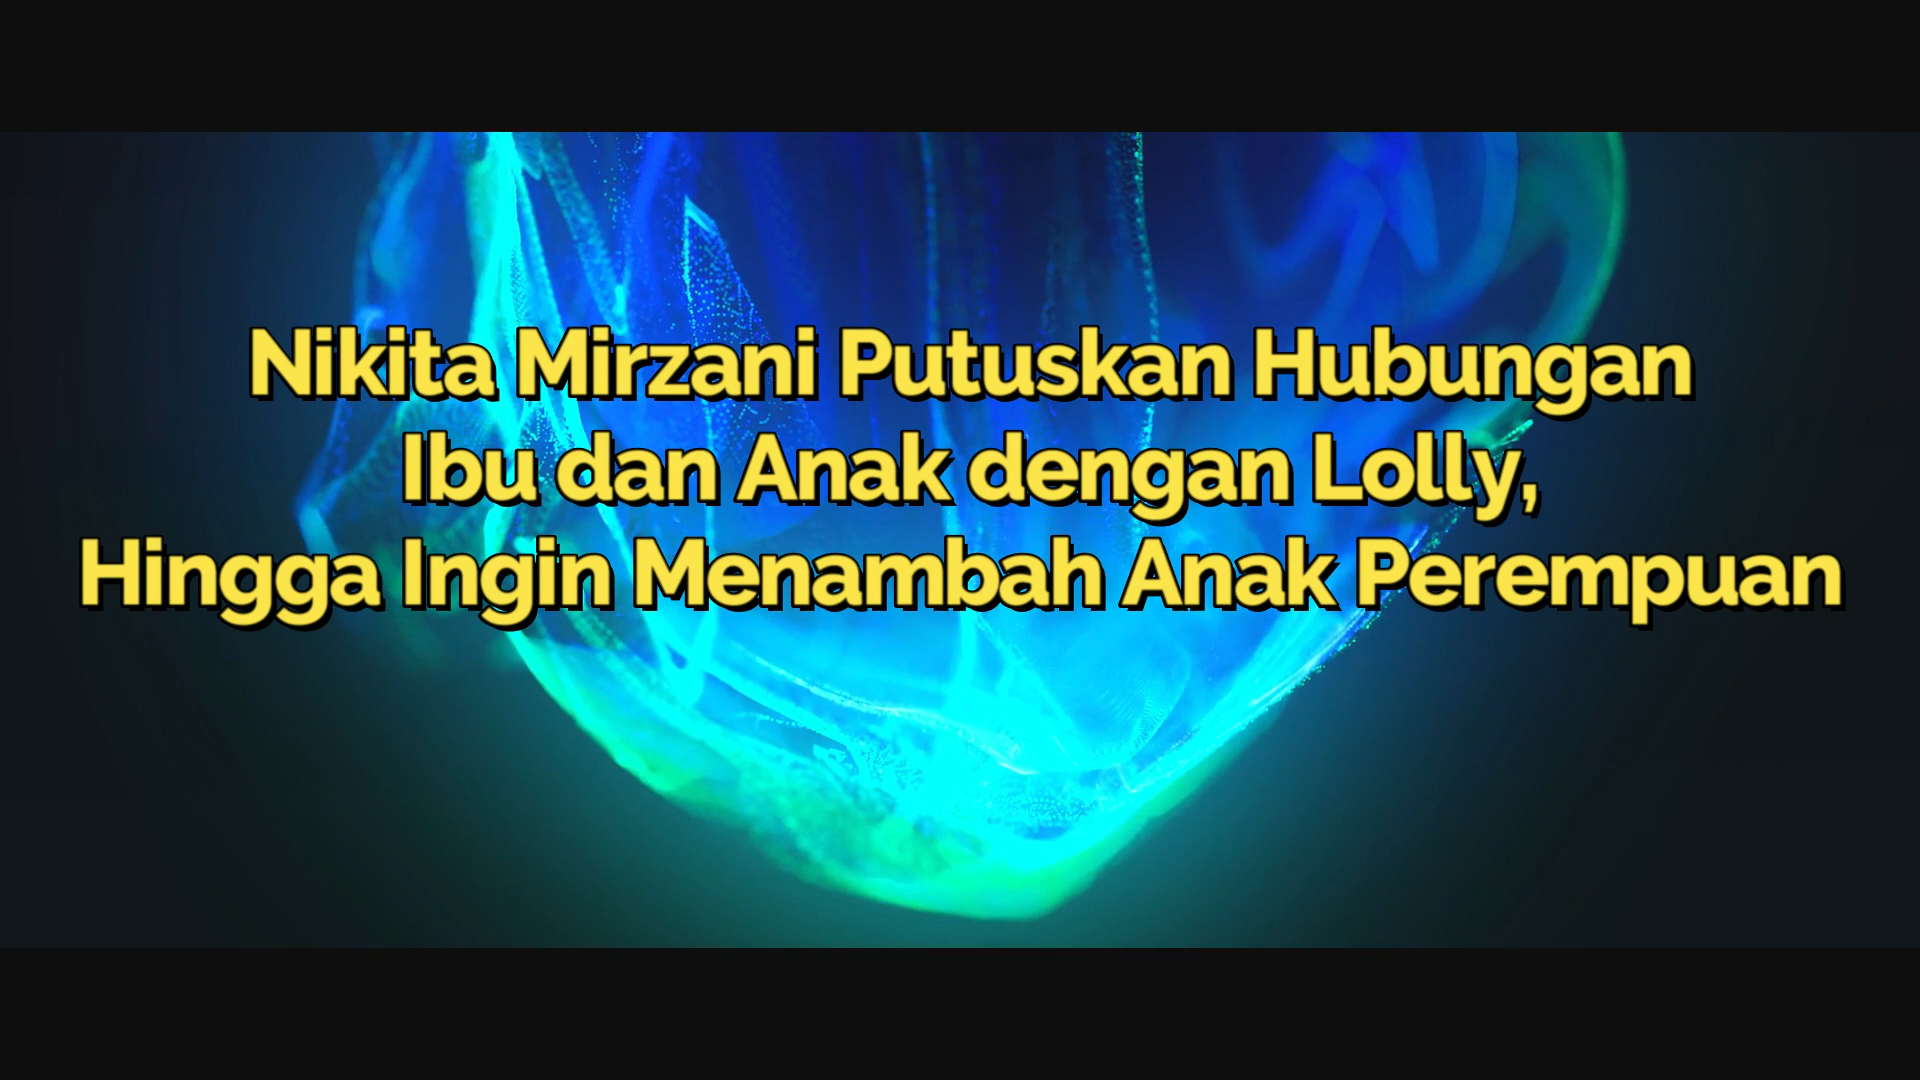 Nikita Mirzani Putuskan Hubungan
Ibu dan Anak dengan Lolly,
Hingga Ingin Menambah Anak Perempuan